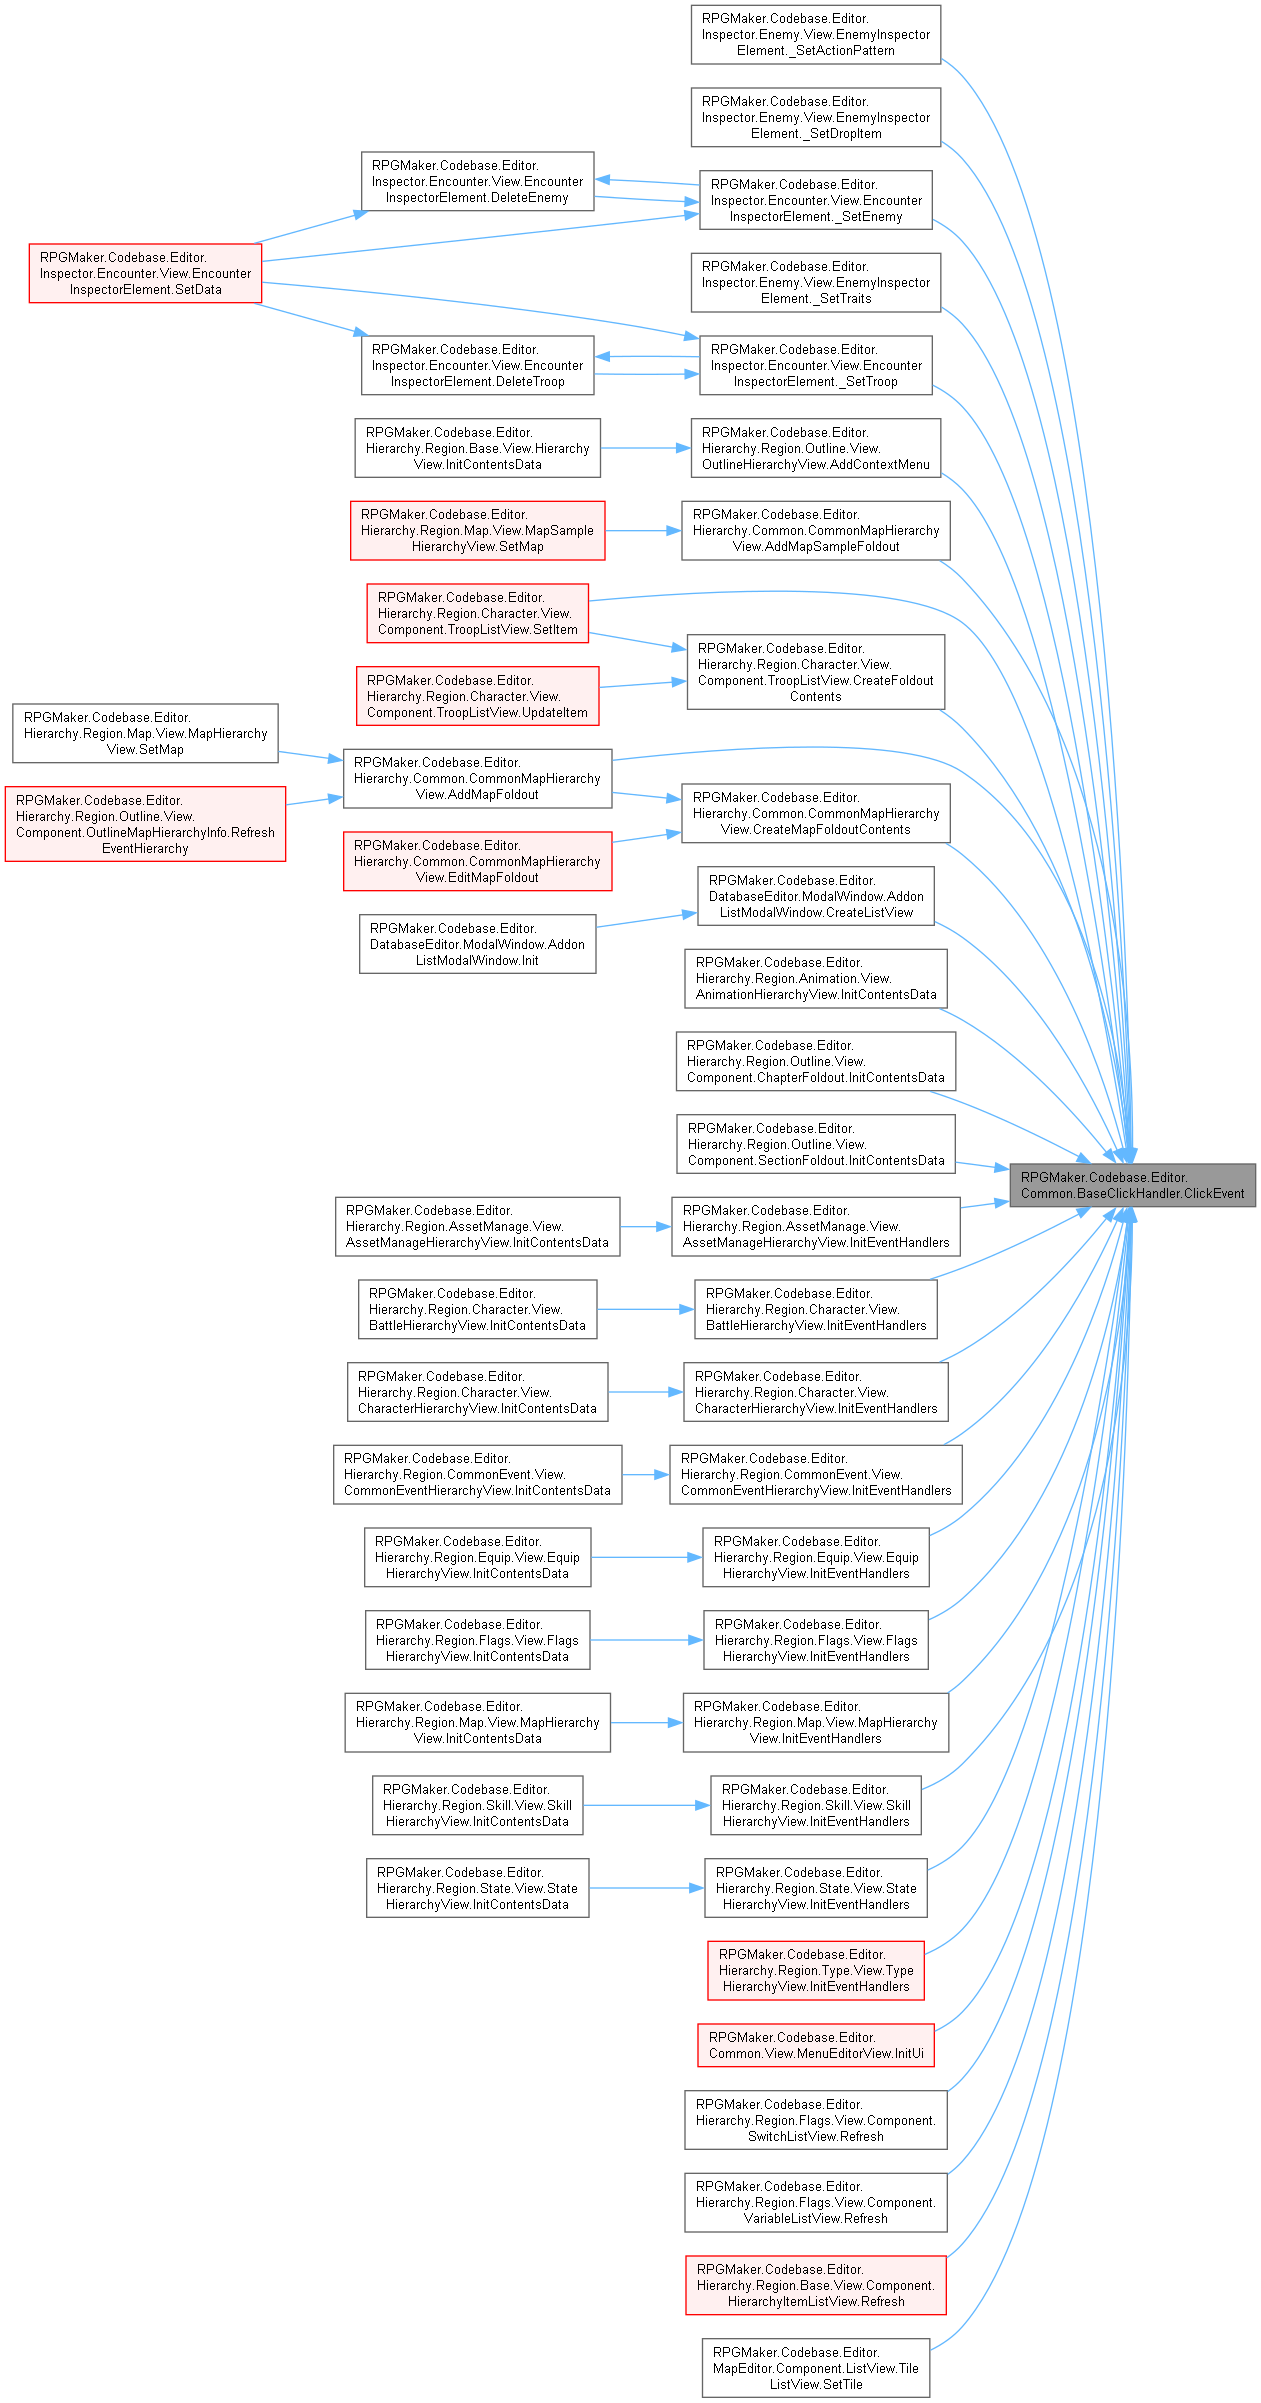 RPGMaker.Codebase.Editor.
Inspector.Enemy.View.EnemyInspector
Element._SetActionPattern
RPGMaker.Codebase.Editor.
Inspector.Enemy.View.EnemyInspector
Element._SetDropItem
RPGMaker.Codebase.Editor.
Inspector.Encounter.View.Encounter
InspectorElement.DeleteEnemy
RPGMaker.Codebase.Editor.
Inspector.Encounter.View.Encounter
InspectorElement._SetEnemy
RPGMaker.Codebase.Editor.
Inspector.Encounter.View.Encounter
InspectorElement.SetData
RPGMaker.Codebase.Editor.
Inspector.Enemy.View.EnemyInspector
Element._SetTraits
RPGMaker.Codebase.Editor.
Inspector.Encounter.View.Encounter
InspectorElement.DeleteTroop
RPGMaker.Codebase.Editor.
Inspector.Encounter.View.Encounter
InspectorElement._SetTroop
RPGMaker.Codebase.Editor.
Hierarchy.Region.Base.View.Hierarchy
View.InitContentsData
RPGMaker.Codebase.Editor.
Hierarchy.Region.Outline.View.
OutlineHierarchyView.AddContextMenu
RPGMaker.Codebase.Editor.
Hierarchy.Region.Map.View.MapSample
HierarchyView.SetMap
RPGMaker.Codebase.Editor.
Hierarchy.Common.CommonMapHierarchy
View.AddMapSampleFoldout
RPGMaker.Codebase.Editor.
Hierarchy.Region.Character.View.
Component.TroopListView.SetItem
RPGMaker.Codebase.Editor.
Hierarchy.Region.Character.View.
Component.TroopListView.CreateFoldout
Contents
RPGMaker.Codebase.Editor.
Hierarchy.Region.Character.View.
Component.TroopListView.UpdateItem
RPGMaker.Codebase.Editor.
Hierarchy.Region.Map.View.MapHierarchy
View.SetMap
RPGMaker.Codebase.Editor.
Hierarchy.Common.CommonMapHierarchy
View.AddMapFoldout
RPGMaker.Codebase.Editor.
Hierarchy.Region.Outline.View.
Component.OutlineMapHierarchyInfo.Refresh
EventHierarchy
RPGMaker.Codebase.Editor.
Hierarchy.Common.CommonMapHierarchy
View.CreateMapFoldoutContents
RPGMaker.Codebase.Editor.
Hierarchy.Common.CommonMapHierarchy
View.EditMapFoldout
RPGMaker.Codebase.Editor.
DatabaseEditor.ModalWindow.Addon
ListModalWindow.CreateListView
RPGMaker.Codebase.Editor.
DatabaseEditor.ModalWindow.Addon
ListModalWindow.Init
RPGMaker.Codebase.Editor.
Hierarchy.Region.Animation.View.
AnimationHierarchyView.InitContentsData
RPGMaker.Codebase.Editor.
Hierarchy.Region.Outline.View.
Component.ChapterFoldout.InitContentsData
RPGMaker.Codebase.Editor.
Hierarchy.Region.Outline.View.
Component.SectionFoldout.InitContentsData
RPGMaker.Codebase.Editor.
Common.BaseClickHandler.ClickEvent
RPGMaker.Codebase.Editor.
Hierarchy.Region.AssetManage.View.
AssetManageHierarchyView.InitContentsData
RPGMaker.Codebase.Editor.
Hierarchy.Region.AssetManage.View.
AssetManageHierarchyView.InitEventHandlers
RPGMaker.Codebase.Editor.
Hierarchy.Region.Character.View.
BattleHierarchyView.InitContentsData
RPGMaker.Codebase.Editor.
Hierarchy.Region.Character.View.
BattleHierarchyView.InitEventHandlers
RPGMaker.Codebase.Editor.
Hierarchy.Region.Character.View.
CharacterHierarchyView.InitContentsData
RPGMaker.Codebase.Editor.
Hierarchy.Region.Character.View.
CharacterHierarchyView.InitEventHandlers
RPGMaker.Codebase.Editor.
Hierarchy.Region.CommonEvent.View.
CommonEventHierarchyView.InitContentsData
RPGMaker.Codebase.Editor.
Hierarchy.Region.CommonEvent.View.
CommonEventHierarchyView.InitEventHandlers
RPGMaker.Codebase.Editor.
Hierarchy.Region.Equip.View.Equip
HierarchyView.InitContentsData
RPGMaker.Codebase.Editor.
Hierarchy.Region.Equip.View.Equip
HierarchyView.InitEventHandlers
RPGMaker.Codebase.Editor.
Hierarchy.Region.Flags.View.Flags
HierarchyView.InitContentsData
RPGMaker.Codebase.Editor.
Hierarchy.Region.Flags.View.Flags
HierarchyView.InitEventHandlers
RPGMaker.Codebase.Editor.
Hierarchy.Region.Map.View.MapHierarchy
View.InitContentsData
RPGMaker.Codebase.Editor.
Hierarchy.Region.Map.View.MapHierarchy
View.InitEventHandlers
RPGMaker.Codebase.Editor.
Hierarchy.Region.Skill.View.Skill
HierarchyView.InitContentsData
RPGMaker.Codebase.Editor.
Hierarchy.Region.Skill.View.Skill
HierarchyView.InitEventHandlers
RPGMaker.Codebase.Editor.
Hierarchy.Region.State.View.State
HierarchyView.InitContentsData
RPGMaker.Codebase.Editor.
Hierarchy.Region.State.View.State
HierarchyView.InitEventHandlers
RPGMaker.Codebase.Editor.
Hierarchy.Region.Type.View.Type
HierarchyView.InitEventHandlers
RPGMaker.Codebase.Editor.
Common.View.MenuEditorView.InitUi
RPGMaker.Codebase.Editor.
Hierarchy.Region.Flags.View.Component.
SwitchListView.Refresh
RPGMaker.Codebase.Editor.
Hierarchy.Region.Flags.View.Component.
VariableListView.Refresh
RPGMaker.Codebase.Editor.
Hierarchy.Region.Base.View.Component.
HierarchyItemListView.Refresh
RPGMaker.Codebase.Editor.
MapEditor.Component.ListView.Tile
ListView.SetTile